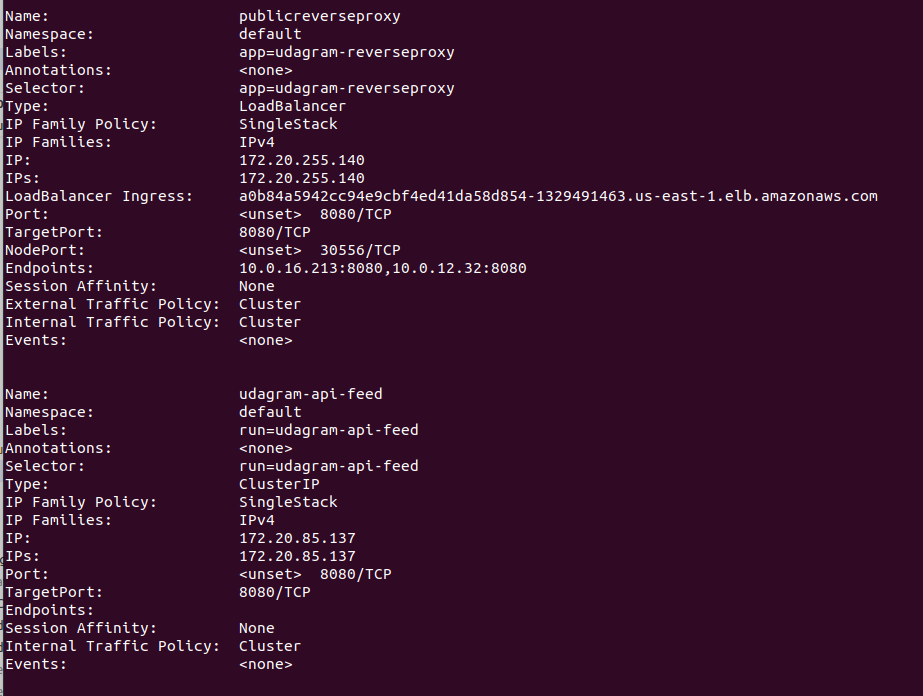 Name:                     publicreverseproxy
Namespace:                default
Labels:                   app=udagram-reverseproxy
Annotations:              <none>
Selector:                 app=udagram-reverseproxy
Type:                     LoadBalancer
IP Family Policy:         SingleStack
IP Families:              IPv4
IP:                       172.20.255.140
IPs:                      172.20.255.140
LoadBalancer Ingress:     a0b84a5942cc94e9cbf4ed41da58d854-1329491463.us-east-1.elb.amazonaws.com
Port:                     <unset>  8080/TCP
TargetPort:               8080/TCP
NodePort:                 <unset>  30556/TCP
Endpoints:                10.0.16.213:8080,10.0.12.32:8080
Session Affinity:         None
External Traffic Policy:  Cluster
Internal Traffic Policy:  Cluster
Events:                   <none>
Name:                     udagram-api-feed
Namespace:                default
Labels:                   run=udagram-api-feed
Annotations:              <none>
Selector:                 run=udagram-api-feed
Type:                     ClusterIP
IP Family Policy:         SingleStack
IP Families:              IPv4
IP:                       172.20.85.137
IPs:                      172.20.85.137
Port:                     <unset>  8080/TCP
TargetPort:               8080/TCP
Endpoints:
Session Affinity:         None
Internal Traffic Policy:  Cluster
Events:                   <none>